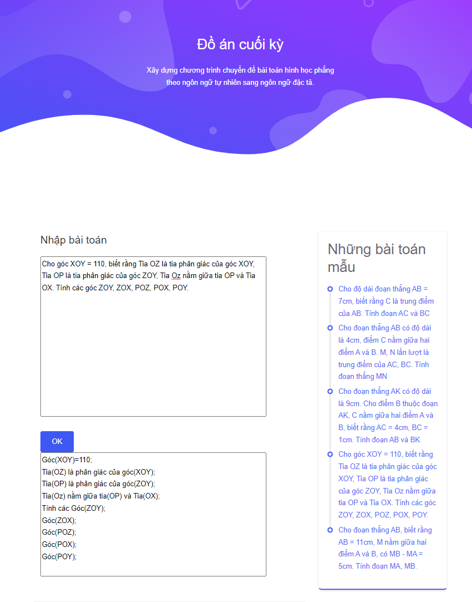 Đồ án cuối kỳ
Xây dựng chương trình chuyển đề bài toán hình học phẳng
theo ngôn ngữ tự nhiên sang ngôn ngữ đặc tả.
Nhập bài toán
Cho góc XOY = 110, biết rằng Tia OZ là tia phân giác của góc XOY,
Tia OP là tia phân giác của góc ZOY, Tia Oz nằm giữa tia OP và Tia
OX. Tính các góc ZOY, ZOX, POZ, POX, POY.
OK
Góc(XOY)=110;
Tia(OZ) là phân giác của góc(XOY);
Tia(OP) là phân giác của góc(ZOY);
Tia(Oz) nằm giữa tia(OP) và Tia(OX);
Tính các Góc(ZOY);
Góc(ZOX);
Góc(POZ);
Góc(POX);
Góc(POY);
Những bài toán
mẫu
Cho độ dài đoạn thẳng AB =
7cm, biết rằng C là trung điểm
của AB. Tính đoạn AC và BC
Cho đoạn thẳng AB có độ dài
là 4cm, điểm C nằm giữa hai
điểm A và B. M, N lần lượt là
trung điểm của AC, BC. Tính
đoạn thẳng MN
Cho đoạn thẳng AK có độ dài
là 9cm. Cho điểm B thuộc đoạn
AK, C nằm giữa hai điểm A và
B, biết rằng AC = 4cm, BC =
1cm. Tính đoạn AB và BK
Cho góc XOY = 110, biết rằng
Tia OZ là tia phân giác của góc
XOY, Tia OP là tia phân giác
của góc ZOY, Tia Oz nằm giữa
tia OP và Tia OX. Tính các góc
ZOY, ZOX, POZ, POX, POY.
Cho đoạn thẳng AB, biết rằng
AB = 11cm, M nằm giữa hai
điểm A và B, có MB - MA =
5cm. Tính đoạn MA, MB.